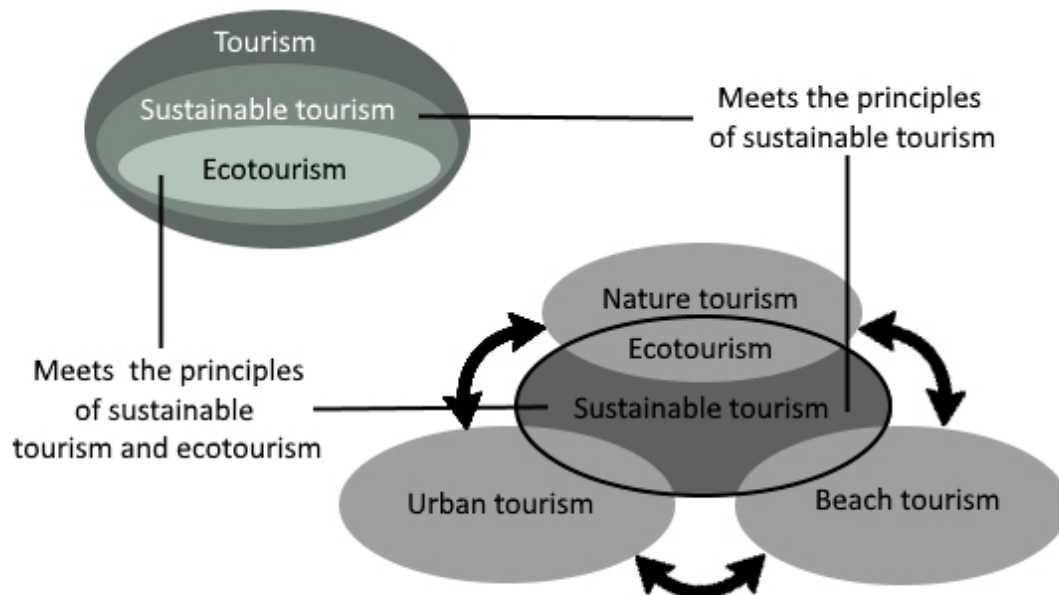 Tourism
Sustainable tourism
Ecotourism
Meets the principles
of sustainable tourism
Meets the principles
of sustainable
tourism and ecotourism
Nature tourism
Ecotourism
Sustainable tourism
Urban tourism
Beach tourism